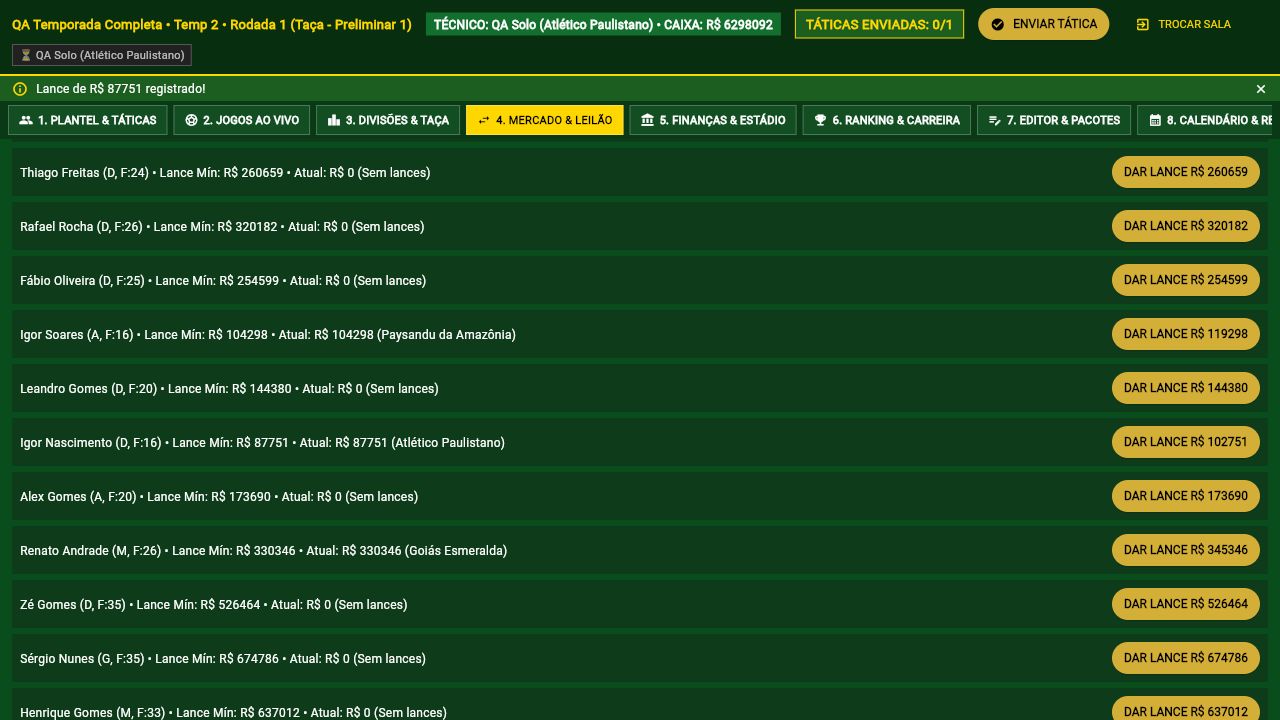 QA Temporada Completa • Temp 2 • Rodada 1 (Taça - Preliminar 1)
TÉCNICO: QA Solo (Atlético Paulistano) • CAIXA: R$ 6298092
TÁTICAS ENVIADAS: 0/1
ENVIAR TÁTICA
TROCAR SALA
⏳ QA Solo (Atlético Paulistano)
Lance de R$ 87751 registrado!
1. PLANTEL & TÁTICAS
2. JOGOS AO VIVO
3. DIVISÕES & TAÇA
4. MERCADO & LEILÃO
5. FINANÇAS & ESTÁDIO
6. RANKING & CARREIRA
7. EDITOR & PACOTES
8. CALENDÁRIO & RE
Thiago Freitas (D, F:24) • Lance Mín: R$ 260659 • Atual: R$ 0 (Sem lances)
DAR LANCE R$ 260659
Rafael Rocha (D, F:26) • Lance Mín: R$ 320182 • Atual: R$ 0 (Sem lances)
DAR LANCE R$ 320182
Fábio Oliveira (D, F:25) • Lance Mín: R$ 254599 • Atual: R$ 0 (Sem lances)
DAR LANCE R$ 254599
Igor Soares (A, F:16) • Lance Mín: R$ 104298 • Atual: R$ 104298 (Paysandu da Amazônia)
DAR LANCE R$ 119298
Leandro Gomes (D, F:20) • Lance Mín: R$ 144380 • Atual: R$ 0 (Sem lances)
DAR LANCE R$ 144380
Igor Nascimento (D, F:16) • Lance Mín: R$ 87751 • Atual: R$ 87751 (Atlético Paulistano)
DAR LANCE R$ 102751
Alex Gomes (A, F:20) • Lance Mín: R$ 173690 • Atual: R$ 0 (Sem lances)
DAR LANCE R$ 173690
Renato Andrade (M, F:26) • Lance Mín: R$ 330346 • Atual: R$ 330346 (Goiás Esmeralda)
DAR LANCE R$ 345346
Zé Gomes (D, F:35) • Lance Mín: R$ 526464 • Atual: R$ 0 (Sem lances)
DAR LANCE R$ 526464
Sérgio Nunes (G, F:35) • Lance Mín: R$ 674786 • Atual: R$ 0 (Sem lances)
DAR LANCE R$ 674786
Henrique Gomes (M, F:33) • Lance Mín: R$ 637012 • Atual: R$ 0 (Sem lances)
DAR LANCE R$ 637012